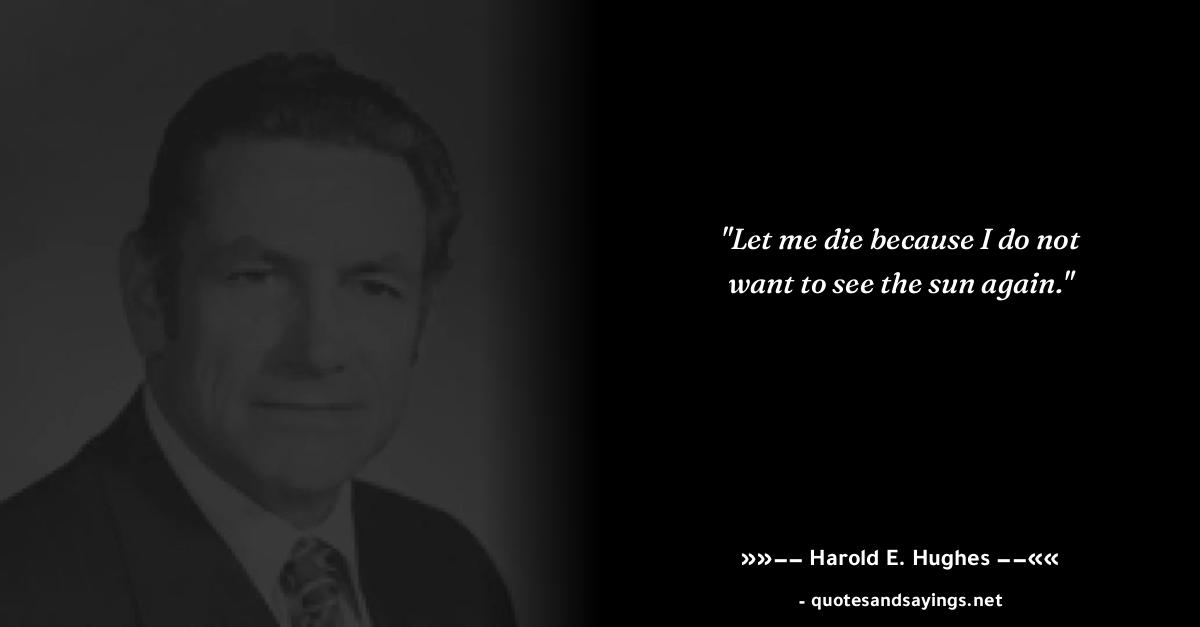 "Let me die because I do not
want to see the sun again."
»»–– Harold E. Hughes ––««
- quotesandsayings.net